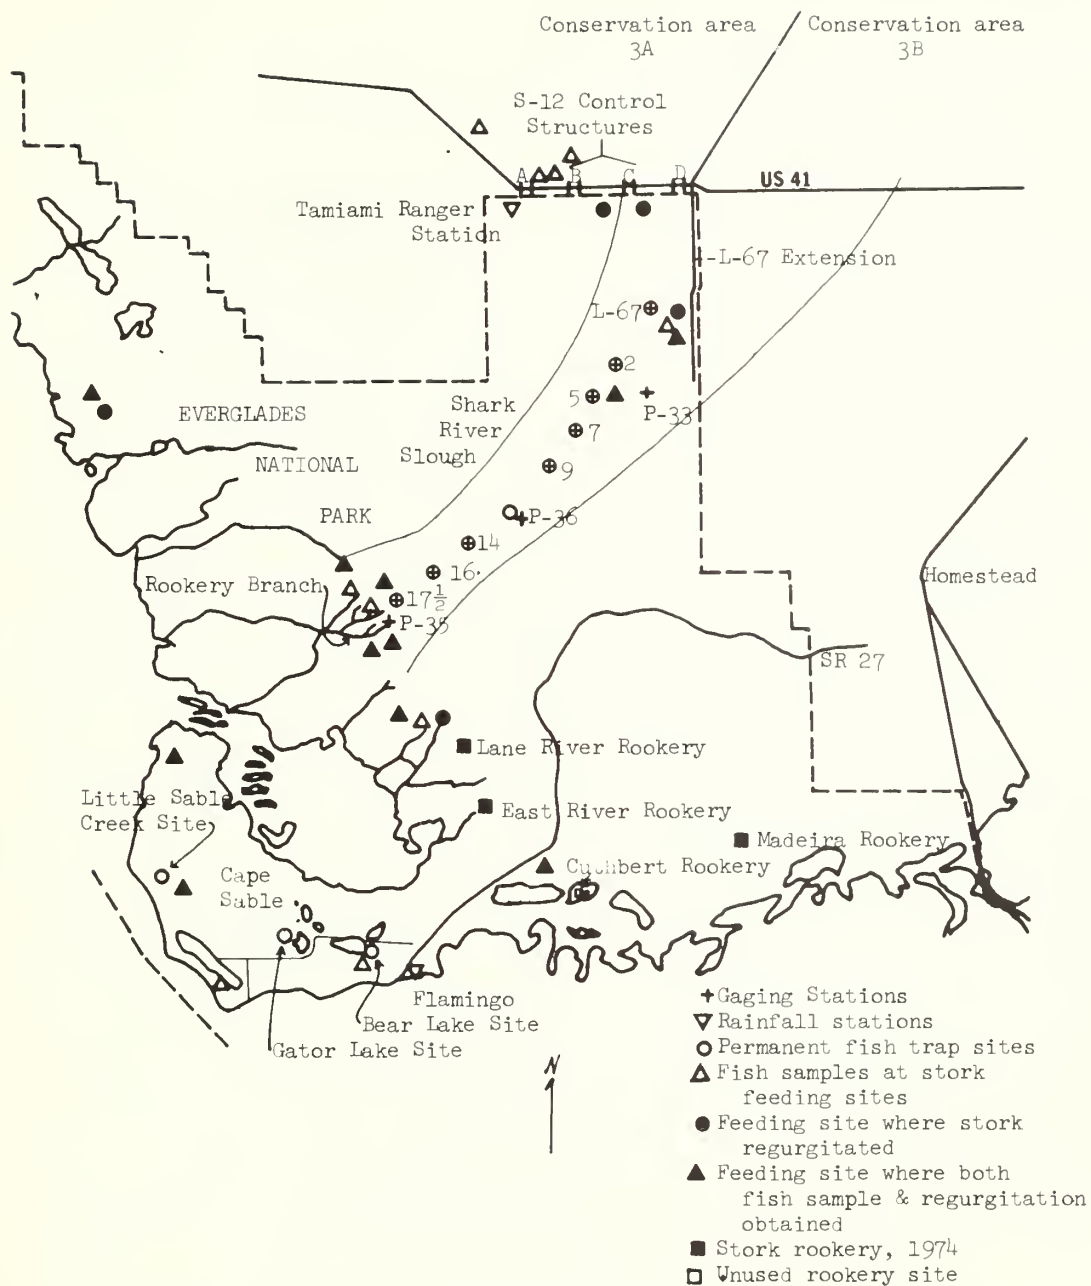 Conservation area
3A
Conservation area
3B
S-12 Control
Structures
A
B
C
D
US 41
Tamiami Ranger
Station
-L-67 Extension
L-67
2
5
P-33
7
9
Shark
River
Slough
EVERGLADES
NATIONAL
PARK
P-36
14
16
Rookery Branch
17½
P-35
Homestead
SR 27
Lane River Rookery
East River Rookery
Madeira Rookery
Cuthbert Rookery
Little Sable
Creek Site
Cape
Sable
Flamingo
Bear Lake Site
Gator Lake Site
N
Gaging Stations
Rainfall stations
Permanent fish trap sites
Fish samples at stork
feeding sites
Feeding site where stork
regurgitated
Feeding site where both
fish sample & regurgitation
obtained
Stork rookery, 1974
Unused rookery site